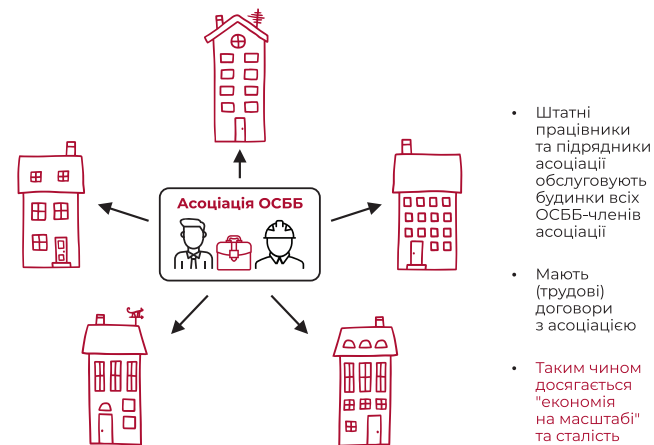 Асоціація ОСББ
• Штатні
працівники
та підрядники
асоціації
обслуговують
будинки всіх
ОСББ-членів
асоціації
• Мають
(трудові)
договори
з асоціацією
• Таким чином
досягається
"економія
на масштабі"
та сталість